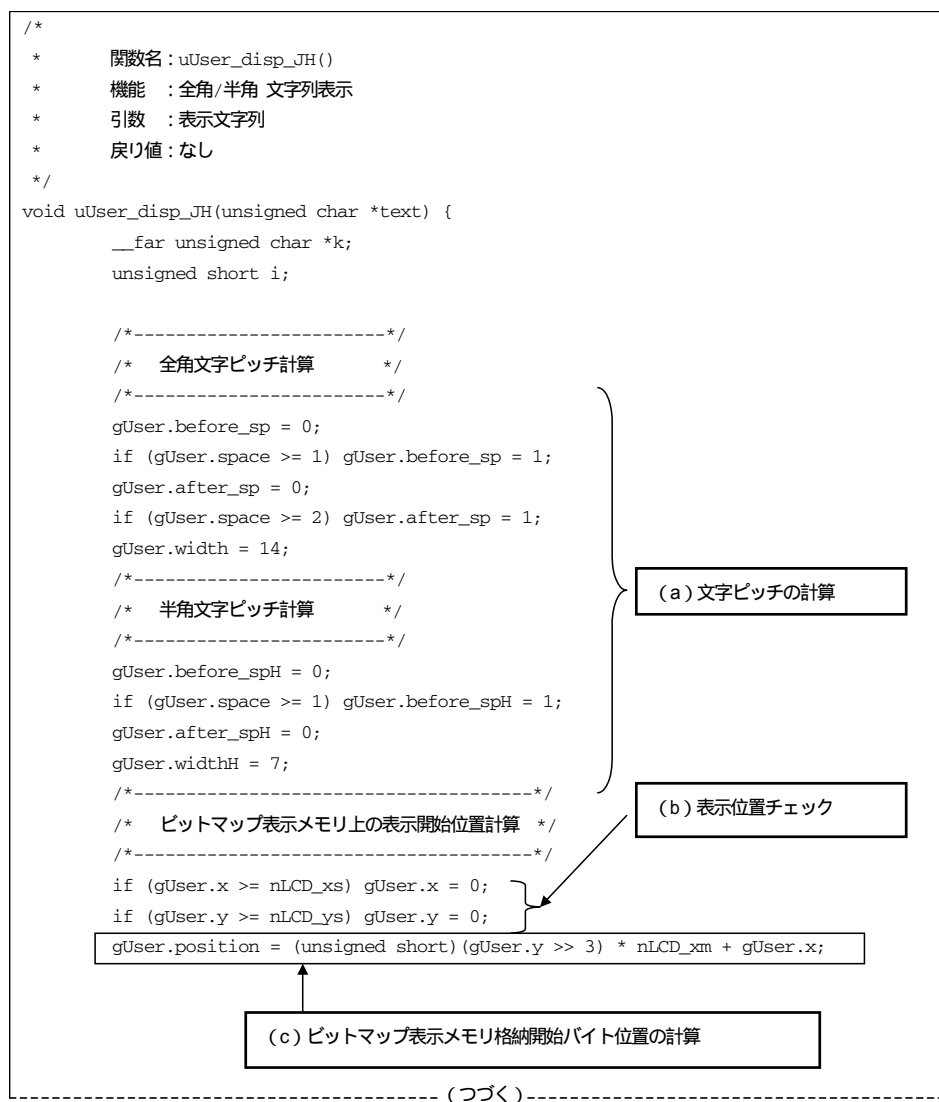 /*
 * 関数名：uUser_disp_JH()
 * 機能 ：全角/半角 文字列表示
 * 引数 ：表示文字列
 * 戻り値：なし
 */
void uUser_disp_JH(unsigned char *text) {
__far unsigned char *k;
unsigned short i;
/*------------------------*/
/* 全角文字ピッチ計算 */
/*------------------------*/
gUser.before_sp = 0;
if (gUser.space >= 1) gUser.before_sp = 1;
gUser.after_sp = 0;
if (gUser.space >= 2) gUser.after_sp = 1;
gUser.width = 14;
/*------------------------*/
/* 半角文字ピッチ計算 */
/*------------------------*/
(a)文字ピッチの計算
gUser.before_spH = 0;
if (gUser.space >= 1) gUser.before_spH = 1;
gUser.after_spH = 0;
gUser.widthH = 7;
/*--------------------------------------*/
/* ビットマップ表示メモリ上の表示開始位置計算 */
/*--------------------------------------*/
(b)表示位置チェック
if (gUser.x >= nLCD_xs) gUser.x = 0;
if (gUser.y >= nLCD_ys) gUser.y = 0;
gUser.position = (unsigned short)(gUser.y >> 3) * nLCD_xm + gUser.x;
(c)ビットマップ表示メモリ格納開始バイト位置の計算
(つづく)